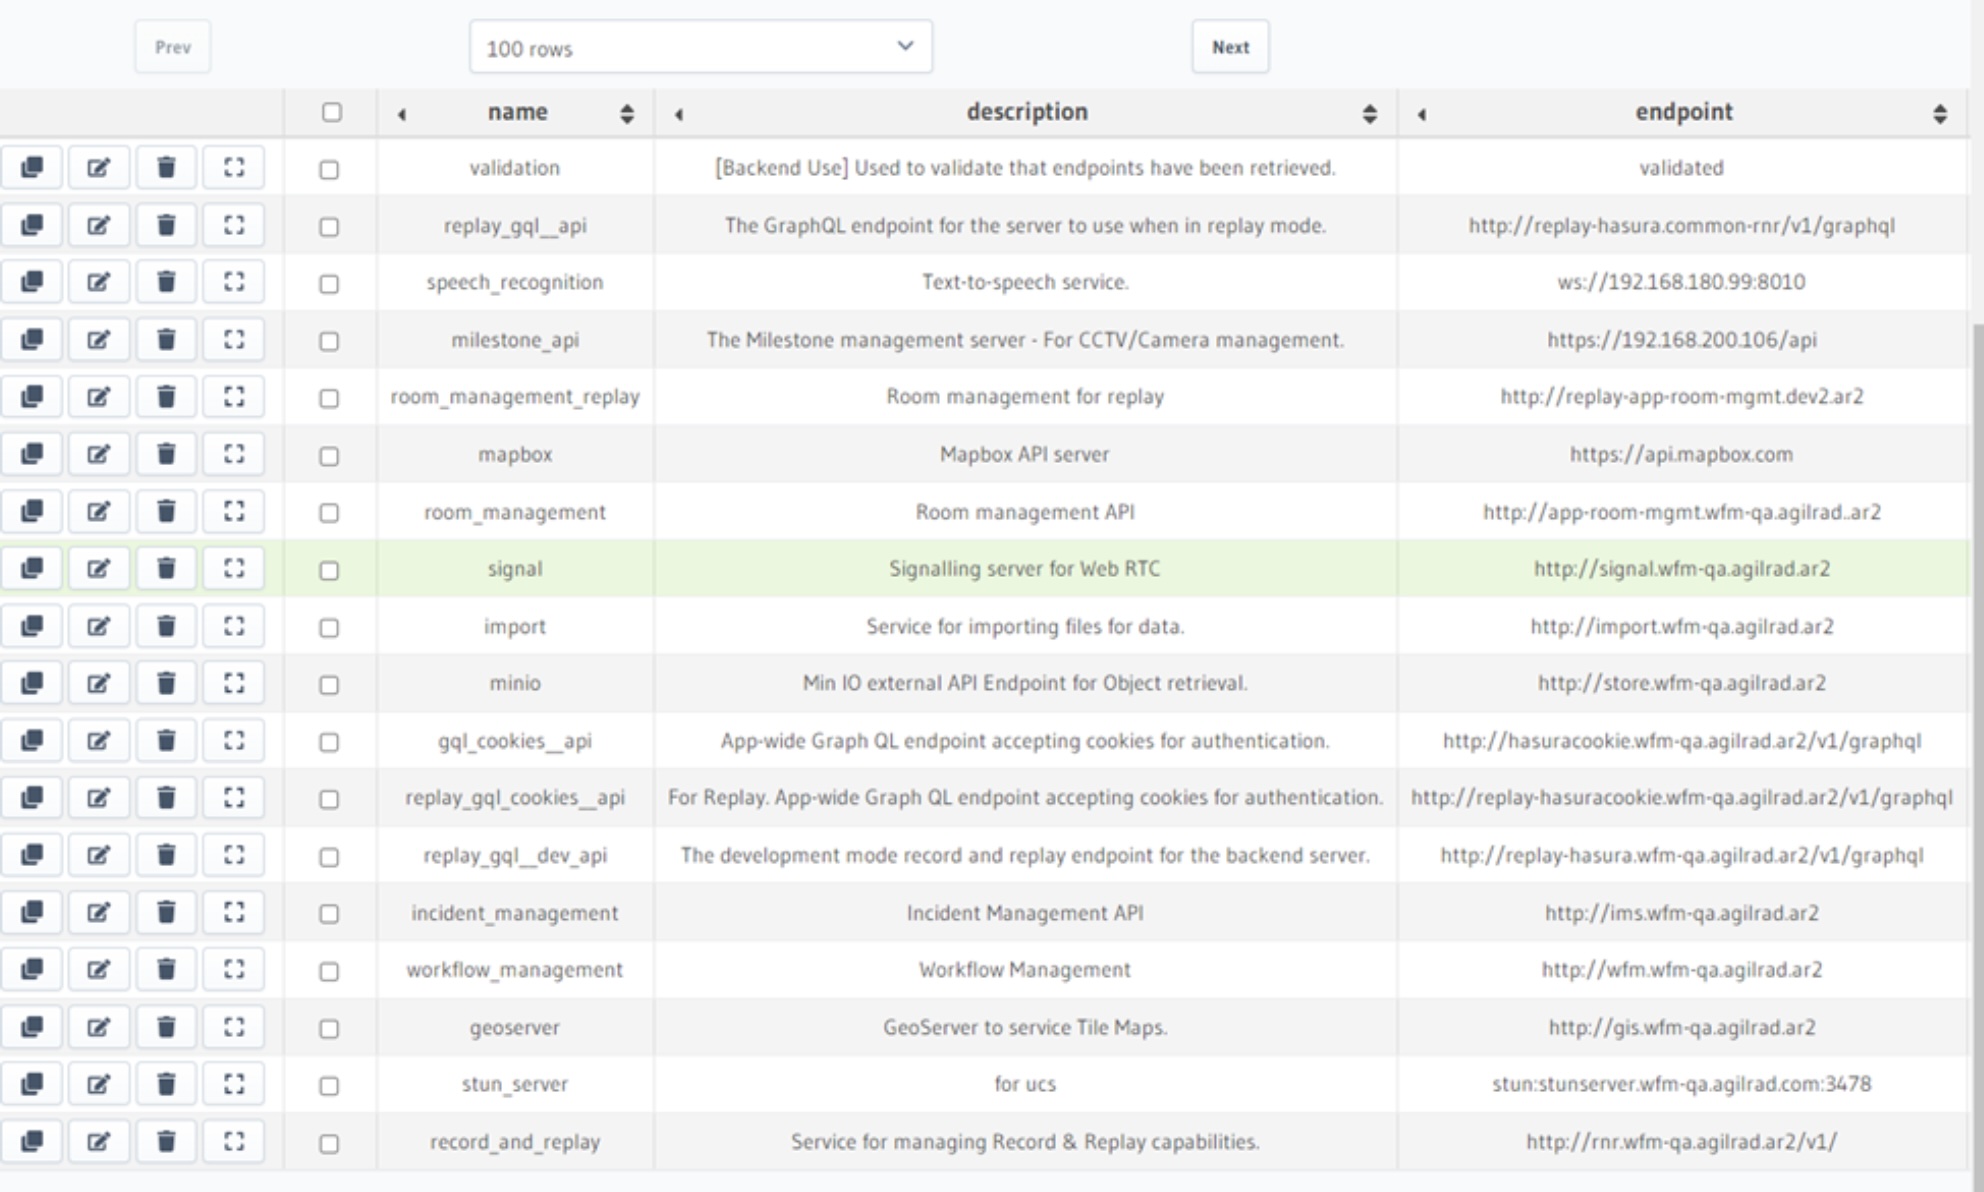 Prev 100 rows Next
name description endpoint
validation [Backend Use] Used to validate that endpoints have been retrieved. validated
replay_gql__api The GraphQL endpoint for the server to use when in replay mode. http://replay-hasura.common-rnr/v1/graphql
speech_recognition Text-to-speech service. ws://192.168.180.99:8010
milestone_api The Milestone management server - For CCTV/Camera management. https://192.168.200.106/api
room_management_replay Room management for replay http://replay-app-room-mgmt.dev2.ar2
mapbox Mapbox API server https://api.mapbox.com
room_management Room management API http://app-room-mgmt.wfm-qa.agilrad..ar2
signal Signalling server for Web RTC http://signal.wfm-qa.agilrad.ar2
import Service for importing files for data. http://import.wfm-qa.agilrad.ar2
minio Min IO external API Endpoint for Object retrieval. http://store.wfm-qa.agilrad.ar2
gql_cookies__api App-wide Graph QL endpoint accepting cookies for authentication. http://hasuracookie.wfm-qa.agilrad.ar2/v1/graphql
replay_gql_cookies__api For Replay. App-wide Graph QL endpoint accepting cookies for authentication. http://replay-hasuracookie.wfm-qa.agilrad.ar2/v1/graphql
replay_gql__dev_api The development mode record and replay endpoint for the backend server. http://replay-hasura.wfm-qa.agilrad.ar2/v1/graphql
incident_management Incident Management API http://ims.wfm-qa.agilrad.ar2
workflow_management Workflow Management http://wfm.wfm-qa.agilrad.ar2
geoserver GeoServer to service Tile Maps. http://gis.wfm-qa.agilrad.ar2
stun_server for ucs stun:stunserver.wfm-qa.agilrad.com:3478
record_and_replay Service for managing Record & Replay capabilities. http://rnr.wfm-qa.agilrad.ar2/v1/